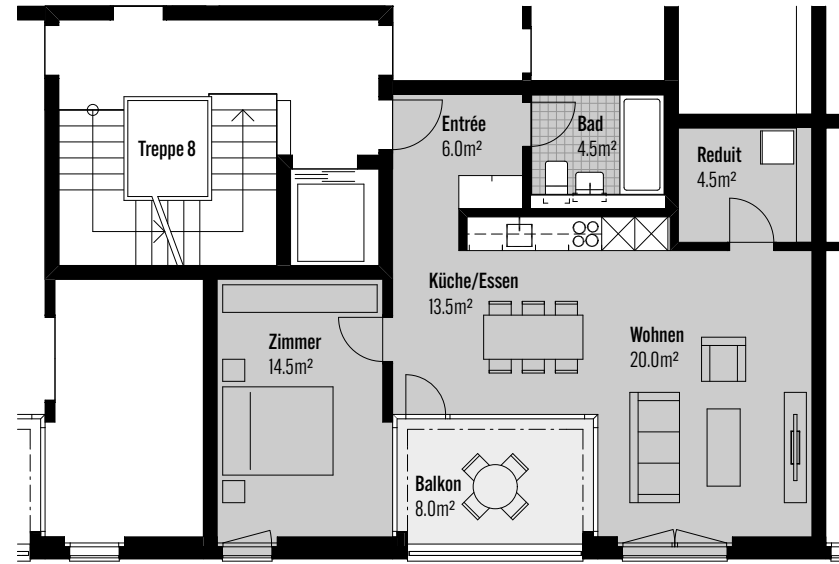 Treppe 8
Entrée
6.0m²
Bad
4.5m²
Reduit
4.5m²
Küche/Essen
13.5m²
Zimmer
14.5m²
Wohnen
20.0m²
Balkon
8.0m²